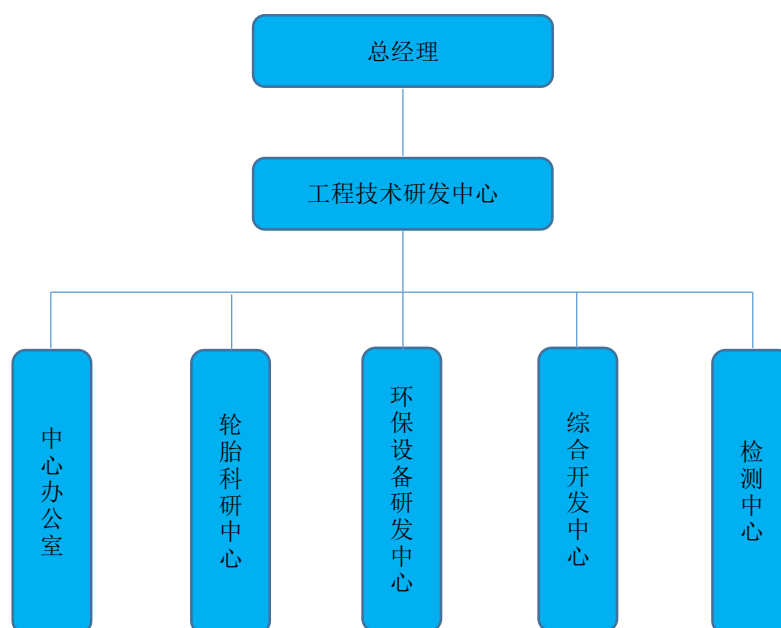 总经理
工程技术研发中心
中心办公室
轮胎科研中心
环保设备研发中心
综合开发中心
检测中心